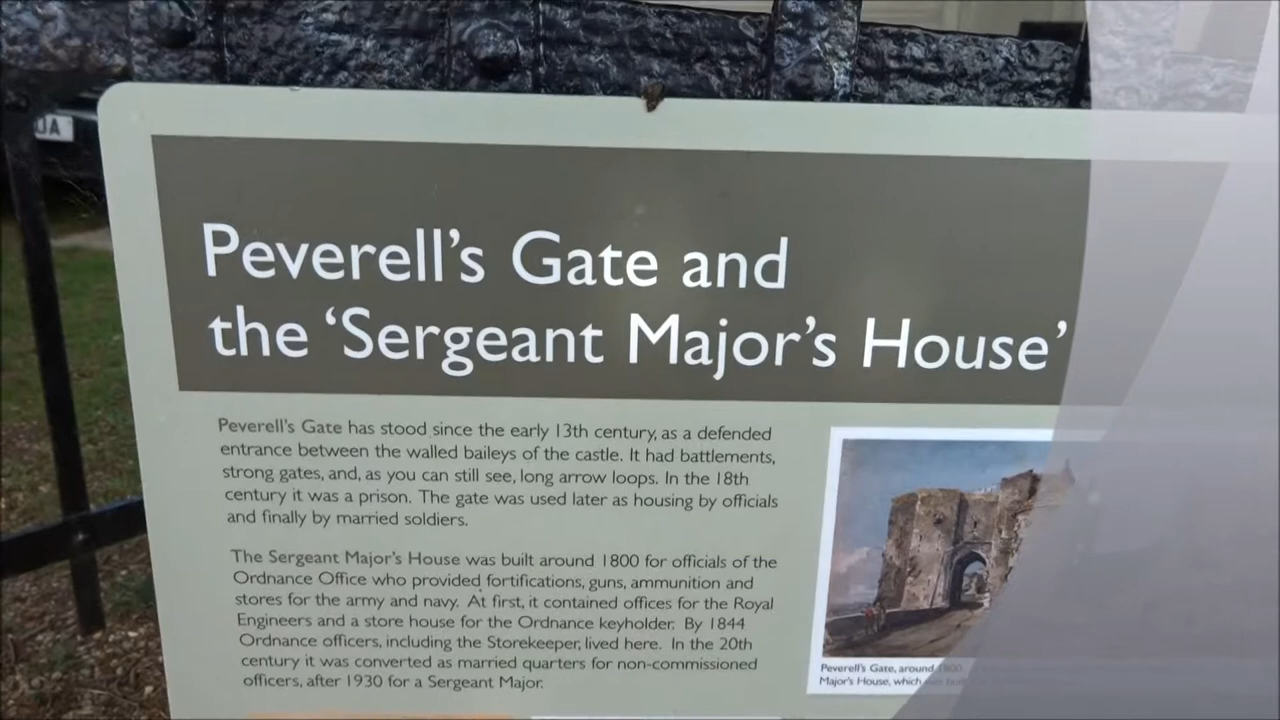 UA
Peverell's Gate and
the 'Sergeant Major's House'
Peverell's Gate has stood since the early 13th century, as a defended
entrance between the walled baileys of the castle. It had battlements,
strong gates, and, as you can still see, long arrow loops. In the 18th
century it was a prison. The gate was used later as housing by officials
and finally by married soldiers.
The Sergeant Major's House was built around 1800 for officials of the
Ordnance Office who provided fortifications, guns, ammunition and
stores for the army and navy. At first, it contained offices for the Royal
Engineers and a store house for the Ordnance keyholder. By 1844
Ordnance officers, including the Storekeeper, lived here. In the 20th
century it was converted as married quarters for non-commissioned
officers, after 1930 for a Sergeant Major.
Peverell's Gate, around 1800.
Major's House, which was built